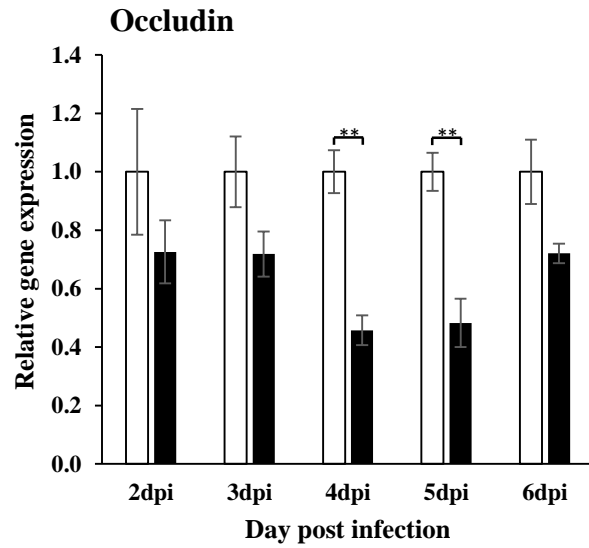 Occludin
Relative gene expression
1.4
1.2
1.0
0.8
0.6
0.4
0.2
0.0
**
**
2dpi 3dpi 4dpi 5dpi 6dpi
Day post infection